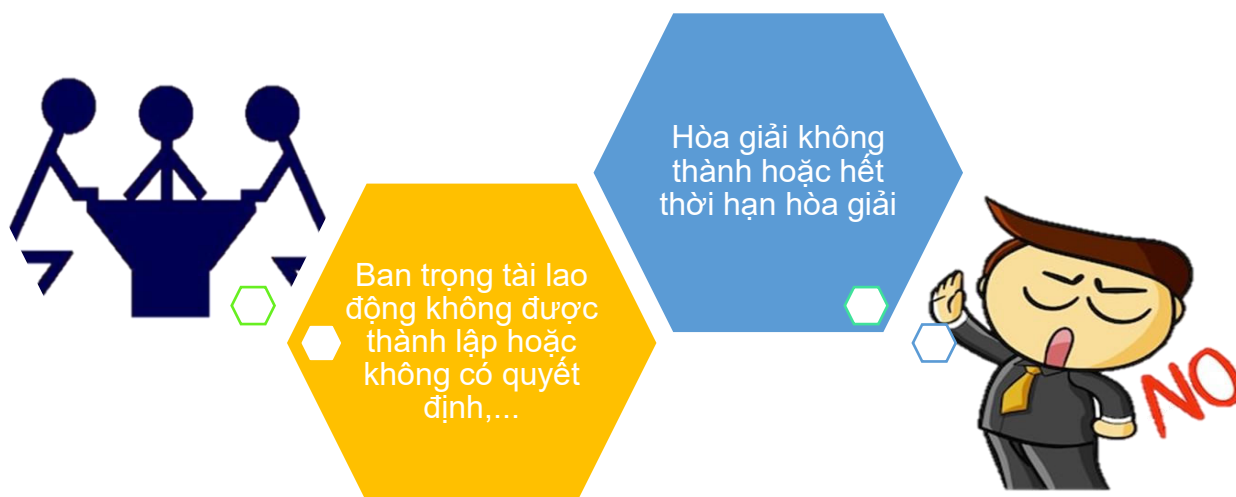 Hòa giải không
thành hoặc hết
thời hạn hòa giải
Ban trọng tài lao
động không được
thành lập hoặc
không có quyết
định,...
NO